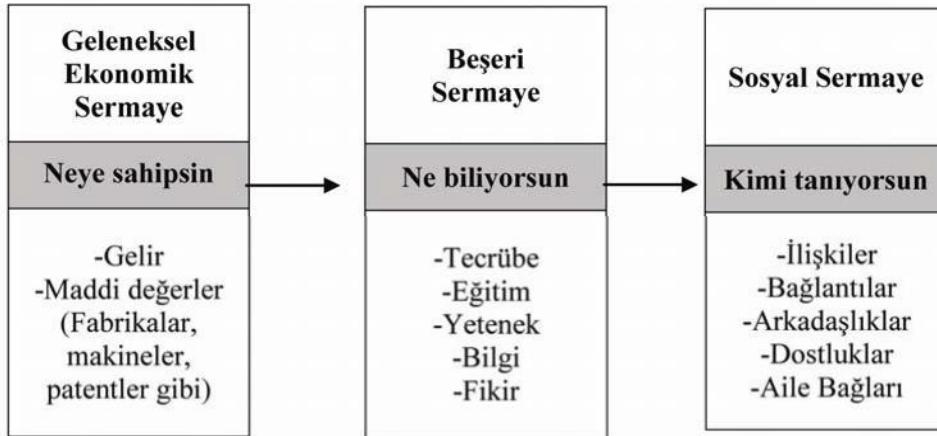 Geleneksel
Ekonomik
Sermaye
Neye sahipsin
-Gelir
-Maddi değerler
(Fabrikalar,
makineler,
patentler gibi)
Beşeri
Sermaye
Ne biliyorsun
-Tecrübe
-Eğitim
-Yetenek
-Bilgi
-Fikir
Sosyal Sermaye
Kimi tanıyorsun
-İlişkiler
-Bağlantılar
-Arkadaşlıklar
-Dostluklar
-Aile Bağları